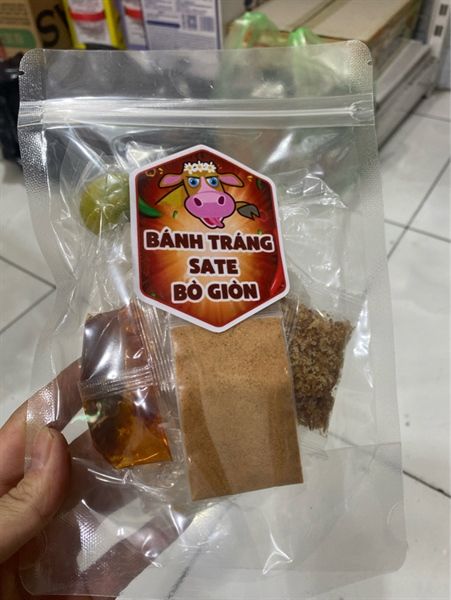 BÁNH TRÁNG
SATE
BÒ GIÒN